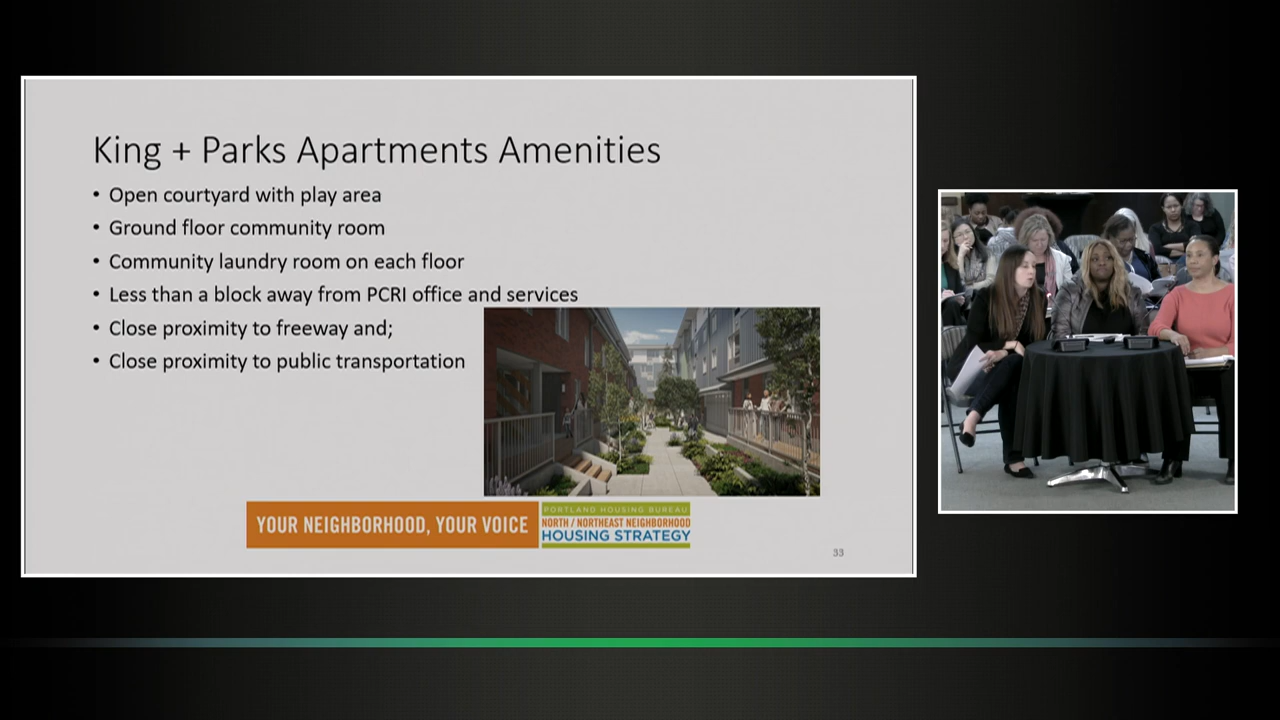 King + Parks Apartments Amenities
• Open courtyard with play area
• Ground floor community room
• Community laundry room on each floor
• Less than a block away from PCRI office and services
• Close proximity to freeway and;
• Close proximity to public transportation
YOUR NEIGHBORHOOD, YOUR VOICE
PORTLAND HOUSING BUREAU
NORTH / NORTHEAST NEIGHBORHOOD
HOUSING STRATEGY
33